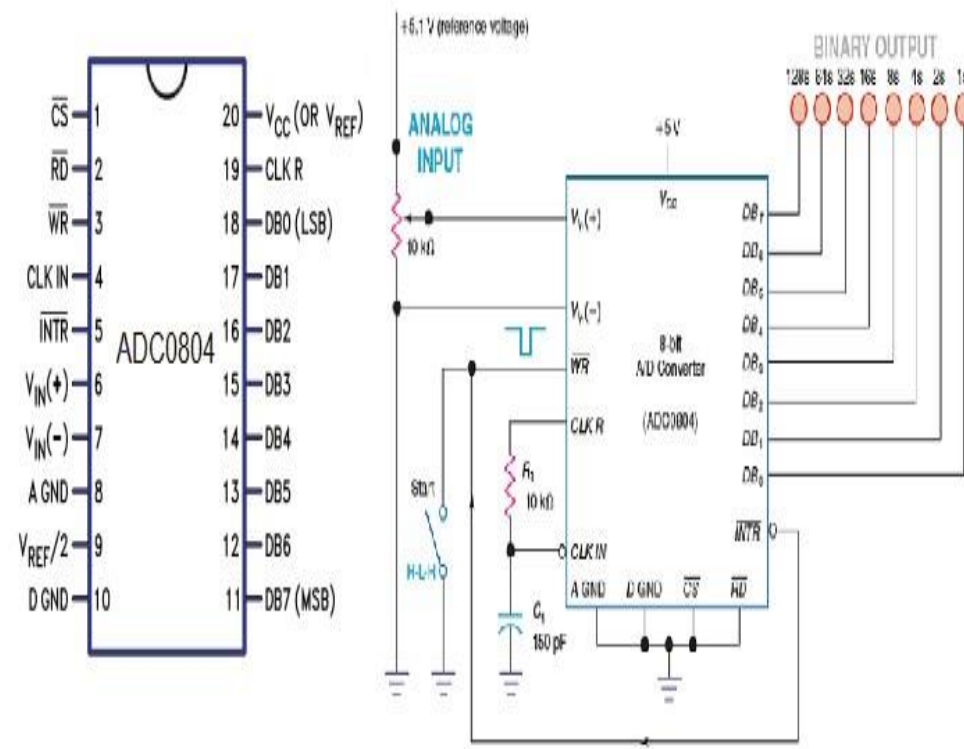 CS 1
RD 2
WR 3
CLK IN 4
INTR 5
VIN(+) 6
VIN(-) 7
A GND 8
VREF/2 9
D GND 10
ADC0804
20 VCC (OR VREF)
19 CLK R
18 DB0 (LSB)
17 DB1
16 DB2
15 DB3
14 DB4
13 DB5
12 DB6
11 DB7 (MSB)
+5.1 V (reference voltage)
ANALOG
INPUT
10 kΩ
Start
H-L-H
R1
10 kΩ
C1
150 pF
+5 V
(+)
(−)
WR
CLK R
CLK IN
8-bit
A/D Converter
(ADC0804)
A GND D GND CS RD
BINARY OUTPUT
128s 64s 32s 16s 8s 4s 2s
DB7
DB6
DB5
DB4
DB3
DB2
DB1
DB0
INTR